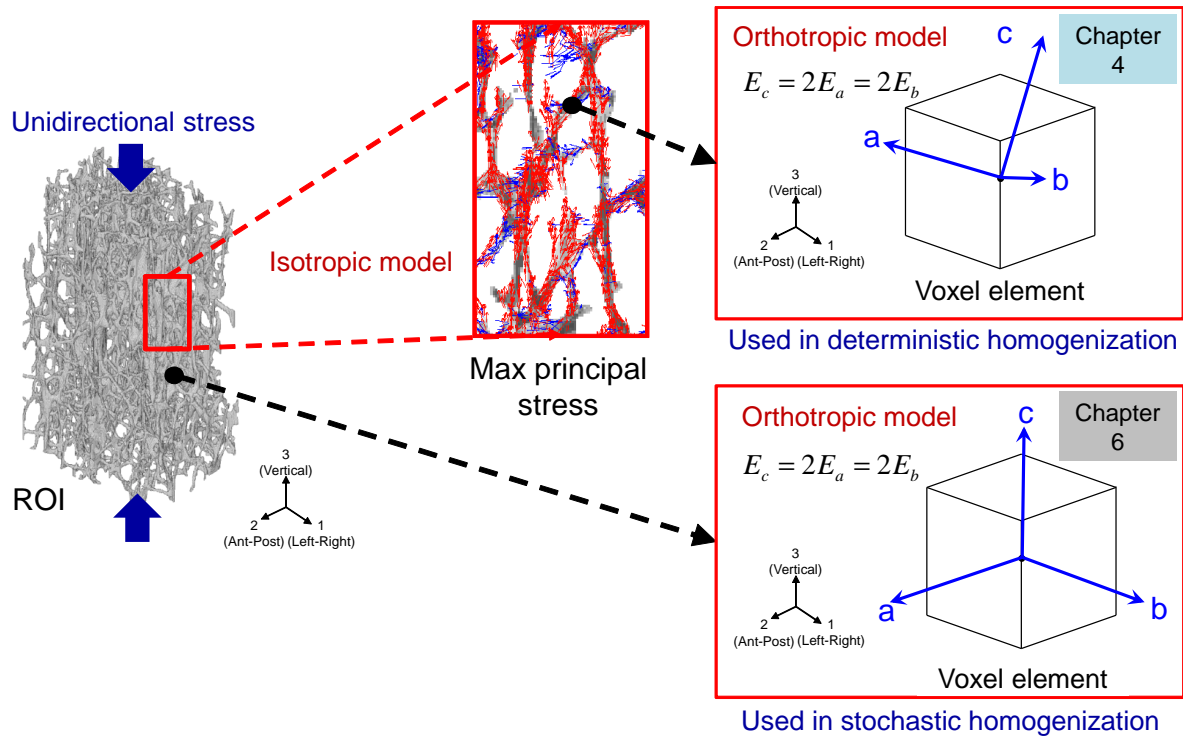 Unidirectional stress
ROI
3
(Vertical)
2
1
(Ant-Post) (Left-Right)
Isotropic model
Max principal
stress
Orthotropic model
Chapter
4
E_c = 2E_a = 2E_b
c
a
b
3
(Vertical)
2
1
(Ant-Post) (Left-Right)
Voxel element
Used in deterministic homogenization
Orthotropic model
Chapter
6
E_c = 2E_a = 2E_b
c
a
b
3
(Vertical)
2
1
(Ant-Post) (Left-Right)
Voxel element
Used in stochastic homogenization